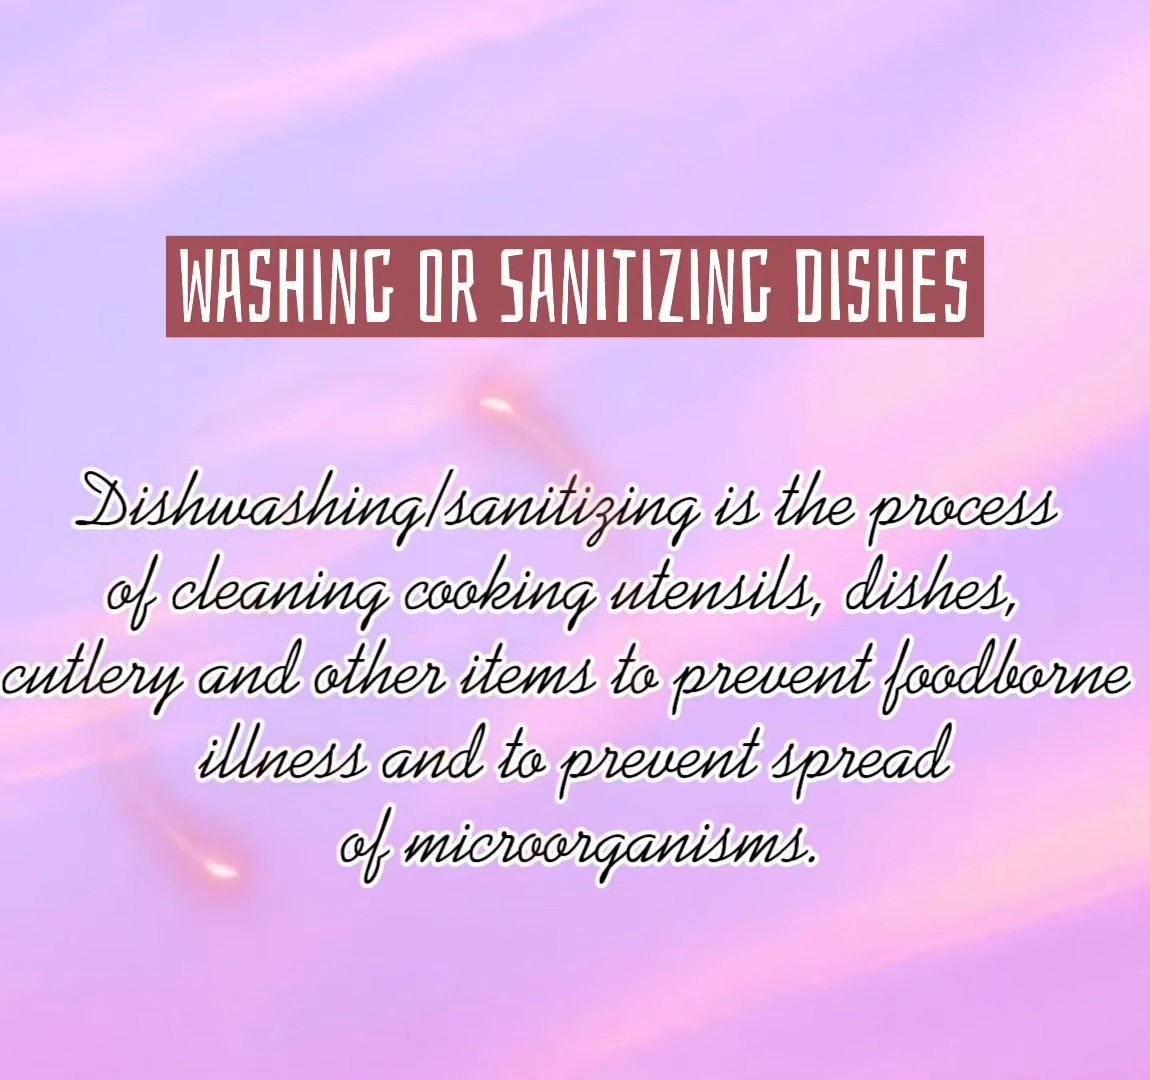 WASHING OR SANITIZING DISHES
Dishwashing/sanitizing is the process
of cleaning cooking utensils, dishes,
cutlery and other items to prevent foodborne
illness and to prevent spread
of microorganisms.